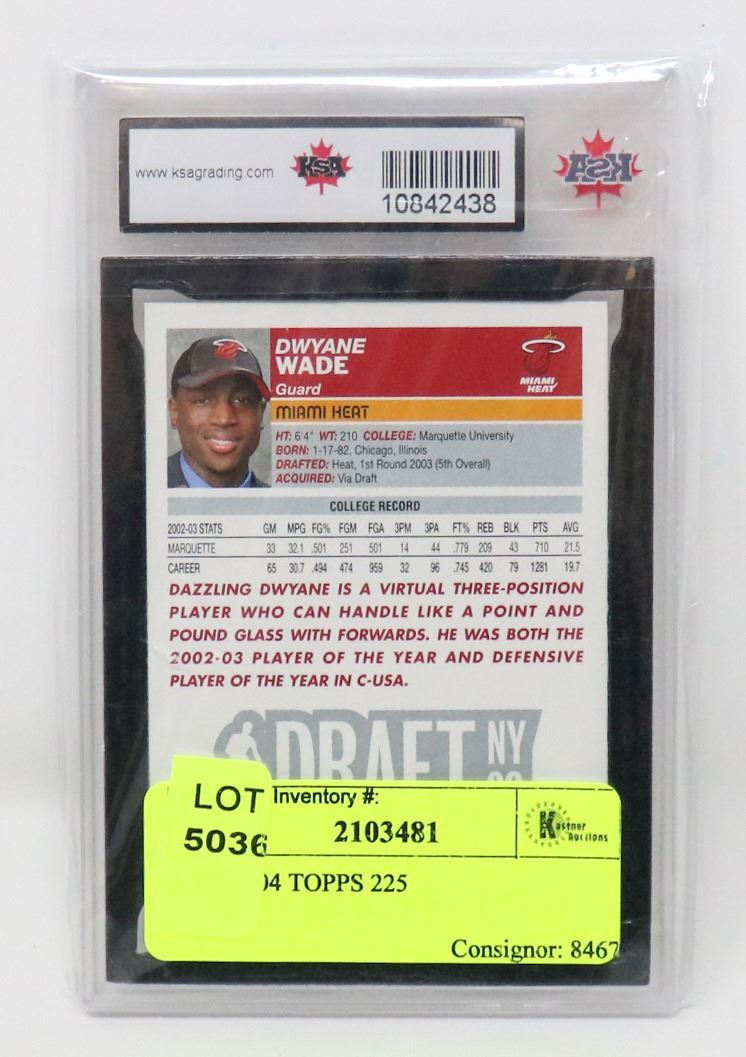 www.ksagrading.com
KSA
10842438
KSA
DWYANE
WADE
Guard
MIAMI HEAT
MIAMI
HEAT
HT: 6'4" WT: 210 COLLEGE: Marquette University
BORN: 1-17-82, Chicago, Illinois
DRAFTED: Heat, 1st Round 2003 (5th Overall)
ACQUIRED: Via Draft
COLLEGE RECORD
2002-03 STATS GM MPG FG% FGM FGA 3PM 3PA FT% REB BLK PTS AVG
MARQUETTE 33 32.1 .501 251 501 14 44 .779 209 43 710 21.5
CAREER 65 30.7 .494 474 959 32 96 .745 420 79 1281 19.7
DAZZLING DWYANE IS A VIRTUAL THREE-POSITION
PLAYER WHO CAN HANDLE LIKE A POINT AND
POUND GLASS WITH FORWARDS. HE WAS BOTH THE
2002-03 PLAYER OF THE YEAR AND DEFENSIVE
PLAYER OF THE YEAR IN C-USA.
DRAFT NY
LOT
5036
Inventory #:
2103481
Kastner
Auctions
04 TOPPS 225
Consignor: 8467